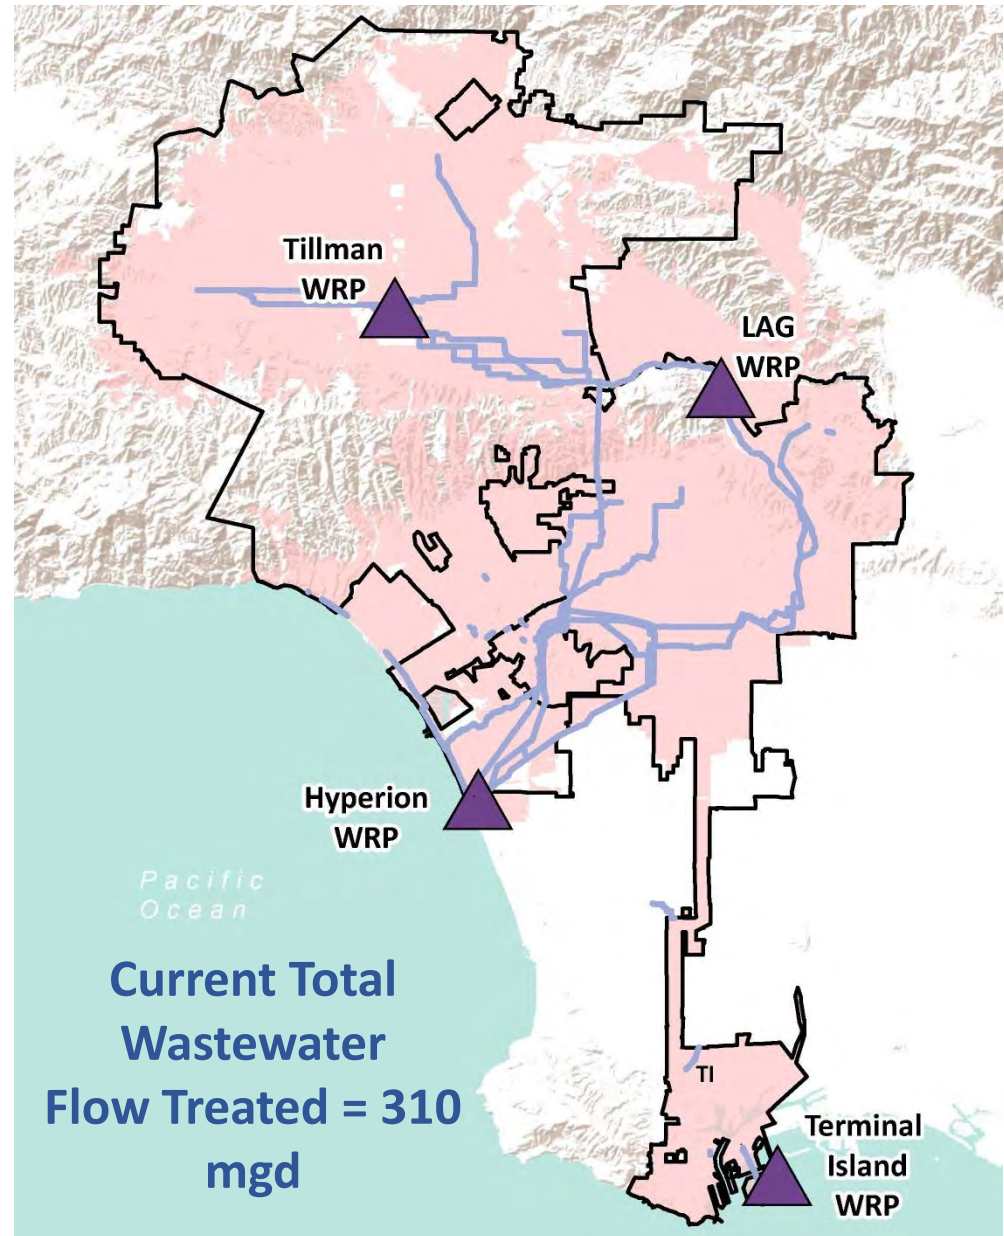 Tillman
WRP
LAG
WRP
Hyperion
WRP
Pacific
Ocean
Current Total
Wastewater
Flow Treated = 310
mgd
TI
Terminal
Island
WRP